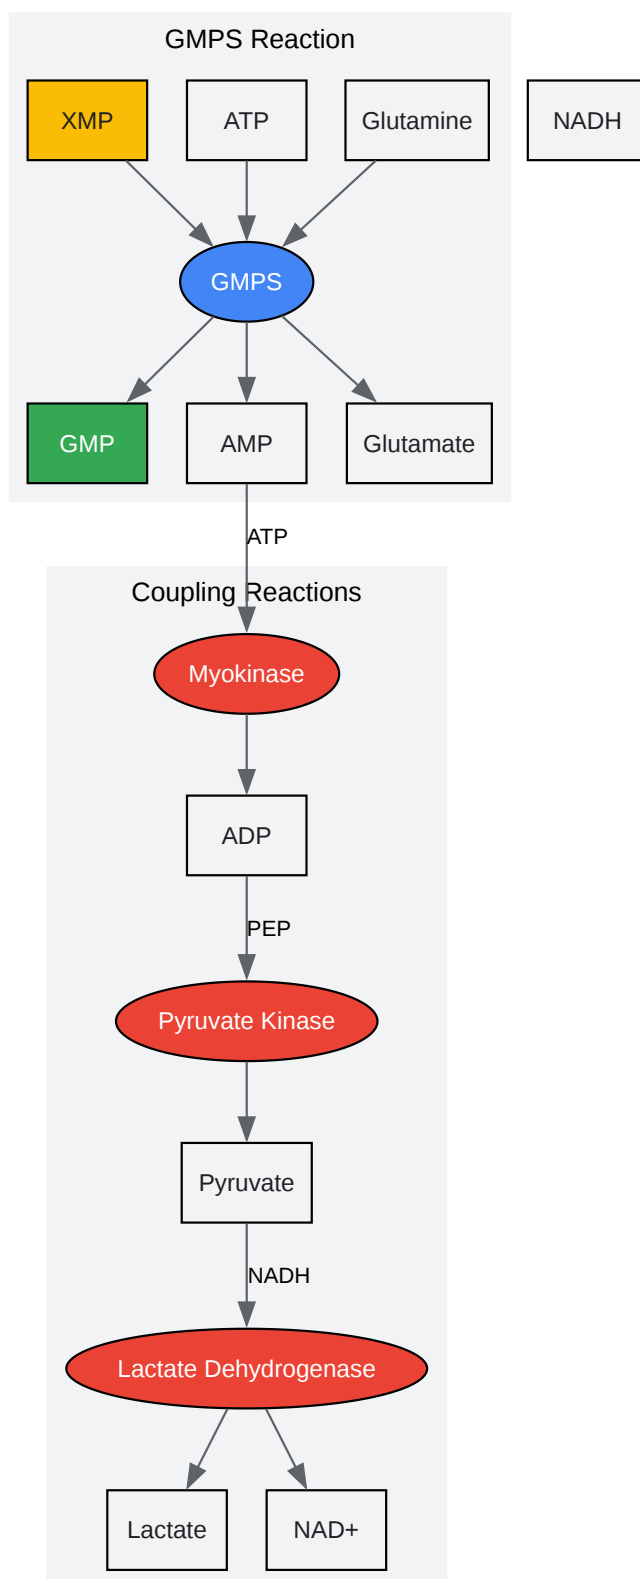 GMPS Reaction
XMP
ATP
Glutamine
NADH
GMPS
GMP
AMP
Glutamate
ATP
Coupling Reactions
Myokinase
ADP
PEP
Pyruvate Kinase
Pyruvate
NADH
Lactate Dehydrogenase
Lactate
NAD+